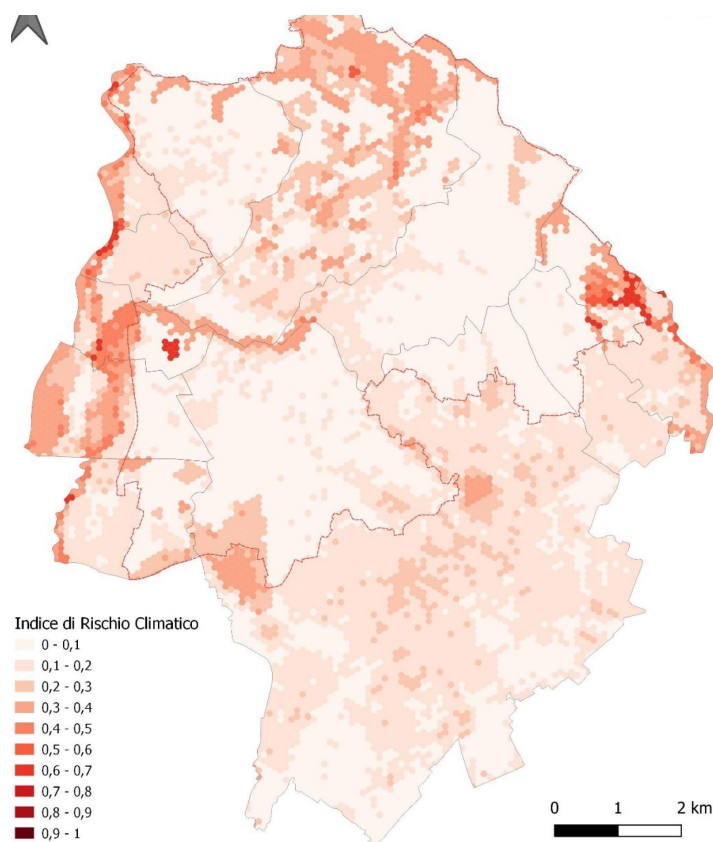 Indice di Rischio Climatico
0 - 0,1
0,1 - 0,2
0,2 - 0,3
0,3 - 0,4
0,4 - 0,5
0,5 - 0,6
0,6 - 0,7
0,7 - 0,8
0,8 - 0,9
0,9 - 1
0 1 2 km